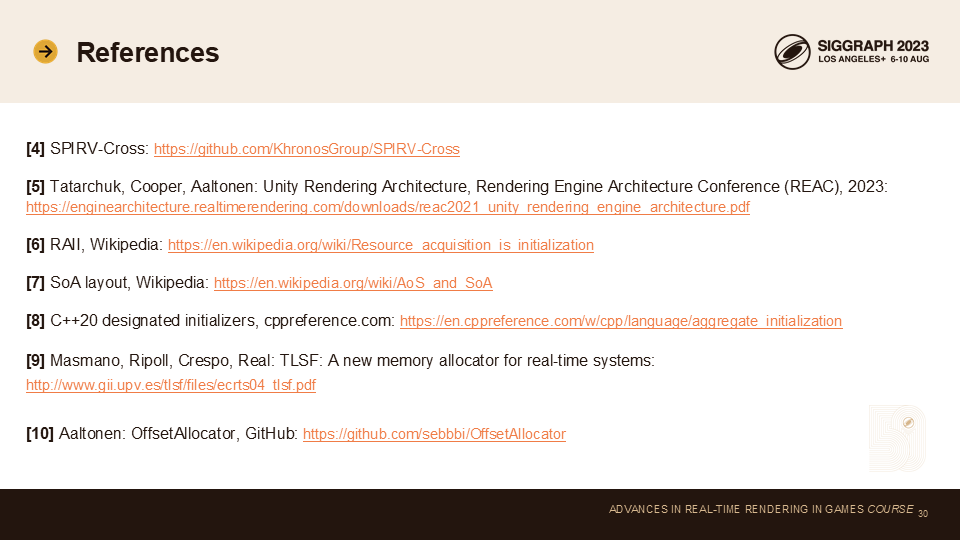 References
SIGGRAPH 2023
LOS ANGELES+ 6-10 AUG
[4] SPIRV-Cross: https://github.com/KhronosGroup/SPIRV-Cross
[5] Tatarchuk, Cooper, Aaltonen: Unity Rendering Architecture, Rendering Engine Architecture Conference (REAC), 2023:
https://enginearchitecture.realtimerendering.com/downloads/reac2021_unity_rendering_engine_architecture.pdf
[6] RAII, Wikipedia: https://en.wikipedia.org/wiki/Resource_acquisition_is_initialization
[7] SoA layout, Wikipedia: https://en.wikipedia.org/wiki/AoS_and_SoA
[8] C++20 designated initializers, cppreference.com: https://en.cppreference.com/w/cpp/language/aggregate_initialization
[9] Masmano, Ripoll, Crespo, Real: TLSF: A new memory allocator for real-time systems:
http://www.gii.upv.es/tlsf/files/ecrts04_tlsf.pdf
[10] Aaltonen: OffsetAllocator, GitHub: https://github.com/sebbbi/OffsetAllocator
ADVANCES IN REAL-TIME RENDERING IN GAMES COURSE 30